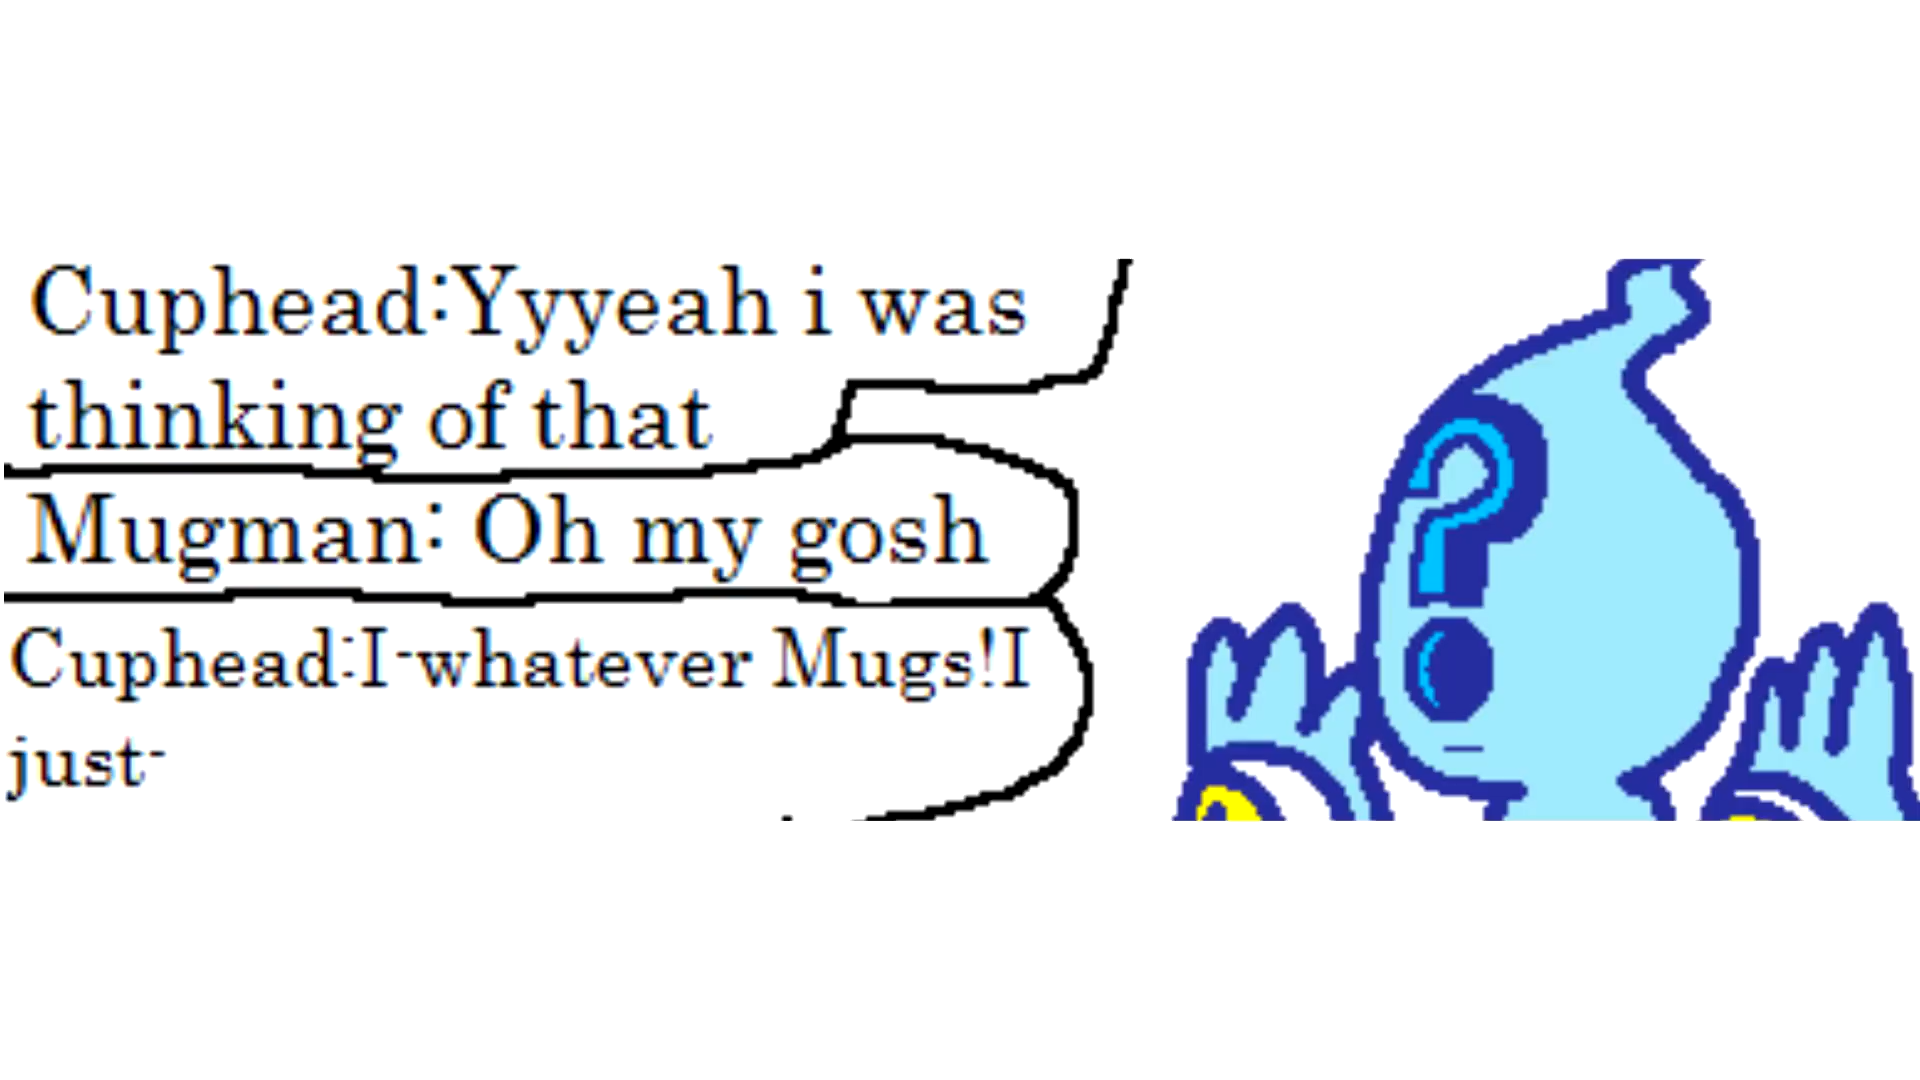 Cuphead:Yyyeah i was
thinking of that
Mugman: Oh my gosh
Cuphead:I-whatever Mugs!I
just-
?